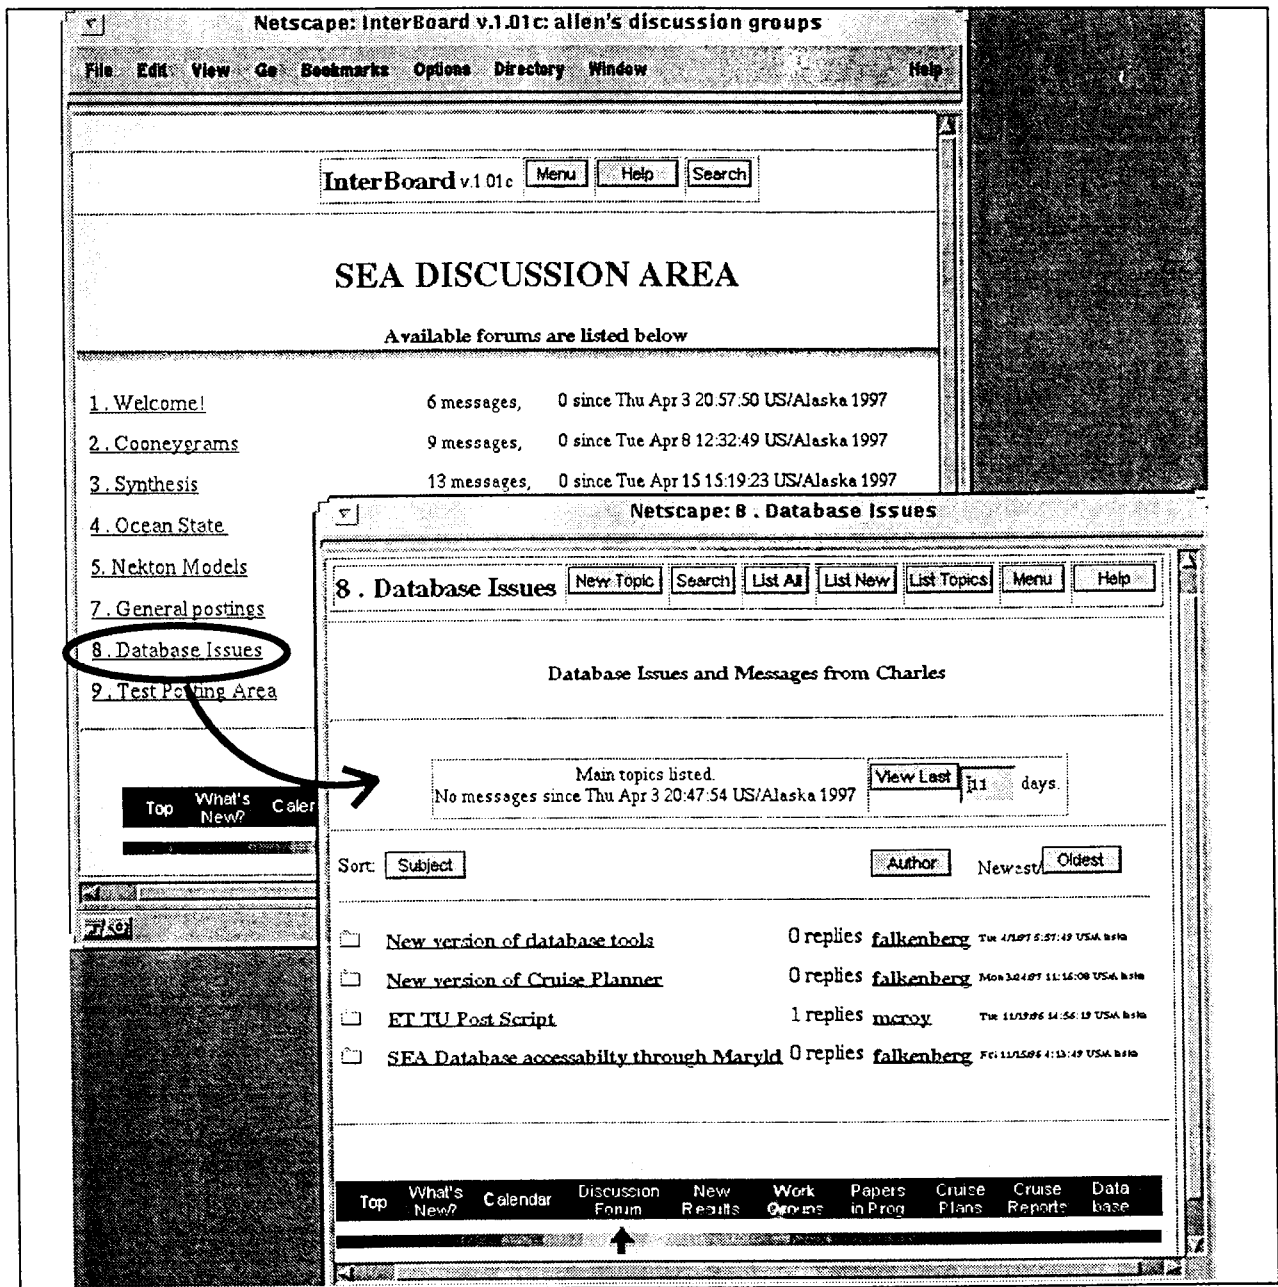 Netscape: InterBoard v.1.01c: allen's discussion groups
File Edit View Go Bookmarks Options Directory Window Help
InterBoard v.1 01c Menu Help Search
SEA DISCUSSION AREA
Available forums are listed below
1. Welcome! 6 messages, 0 since Thu Apr 3 20:57:50 US/Alaska 1997
2. Cooneygrams 9 messages, 0 since Tue Apr 8 12:32:49 US/Alaska 1997
3. Synthesis 13 messages, 0 since Tue Apr 15 15:19:23 US/Alaska 1997
4. Ocean State
5. Nekton Models
7. General postings
8. Database Issues
9. Test Posting Area
Top What's New?
Netscape: 8 . Database Issues
8 . Database Issues New Topic Search List All List New List Topics Menu Help
Database Issues and Messages from Charles
Main topics listed.
No messages since Thu Apr 3 20:47:54 US/Alaska 1997
View Last 11 days.
Sort: Subject Author Newest/ Oldest
New version of database tools 0 replies falkenberg
New version of Cruise Planner 0 replies falkenberg
ET TU Post Script 1 replies mcroy
SEA Database accessabilty through Maryld 0 replies falkenberg
Top What's New? Calendar Discussion Forum New Results Work Groups Papers in Prog Cruise Plans Cruise Reports Data base